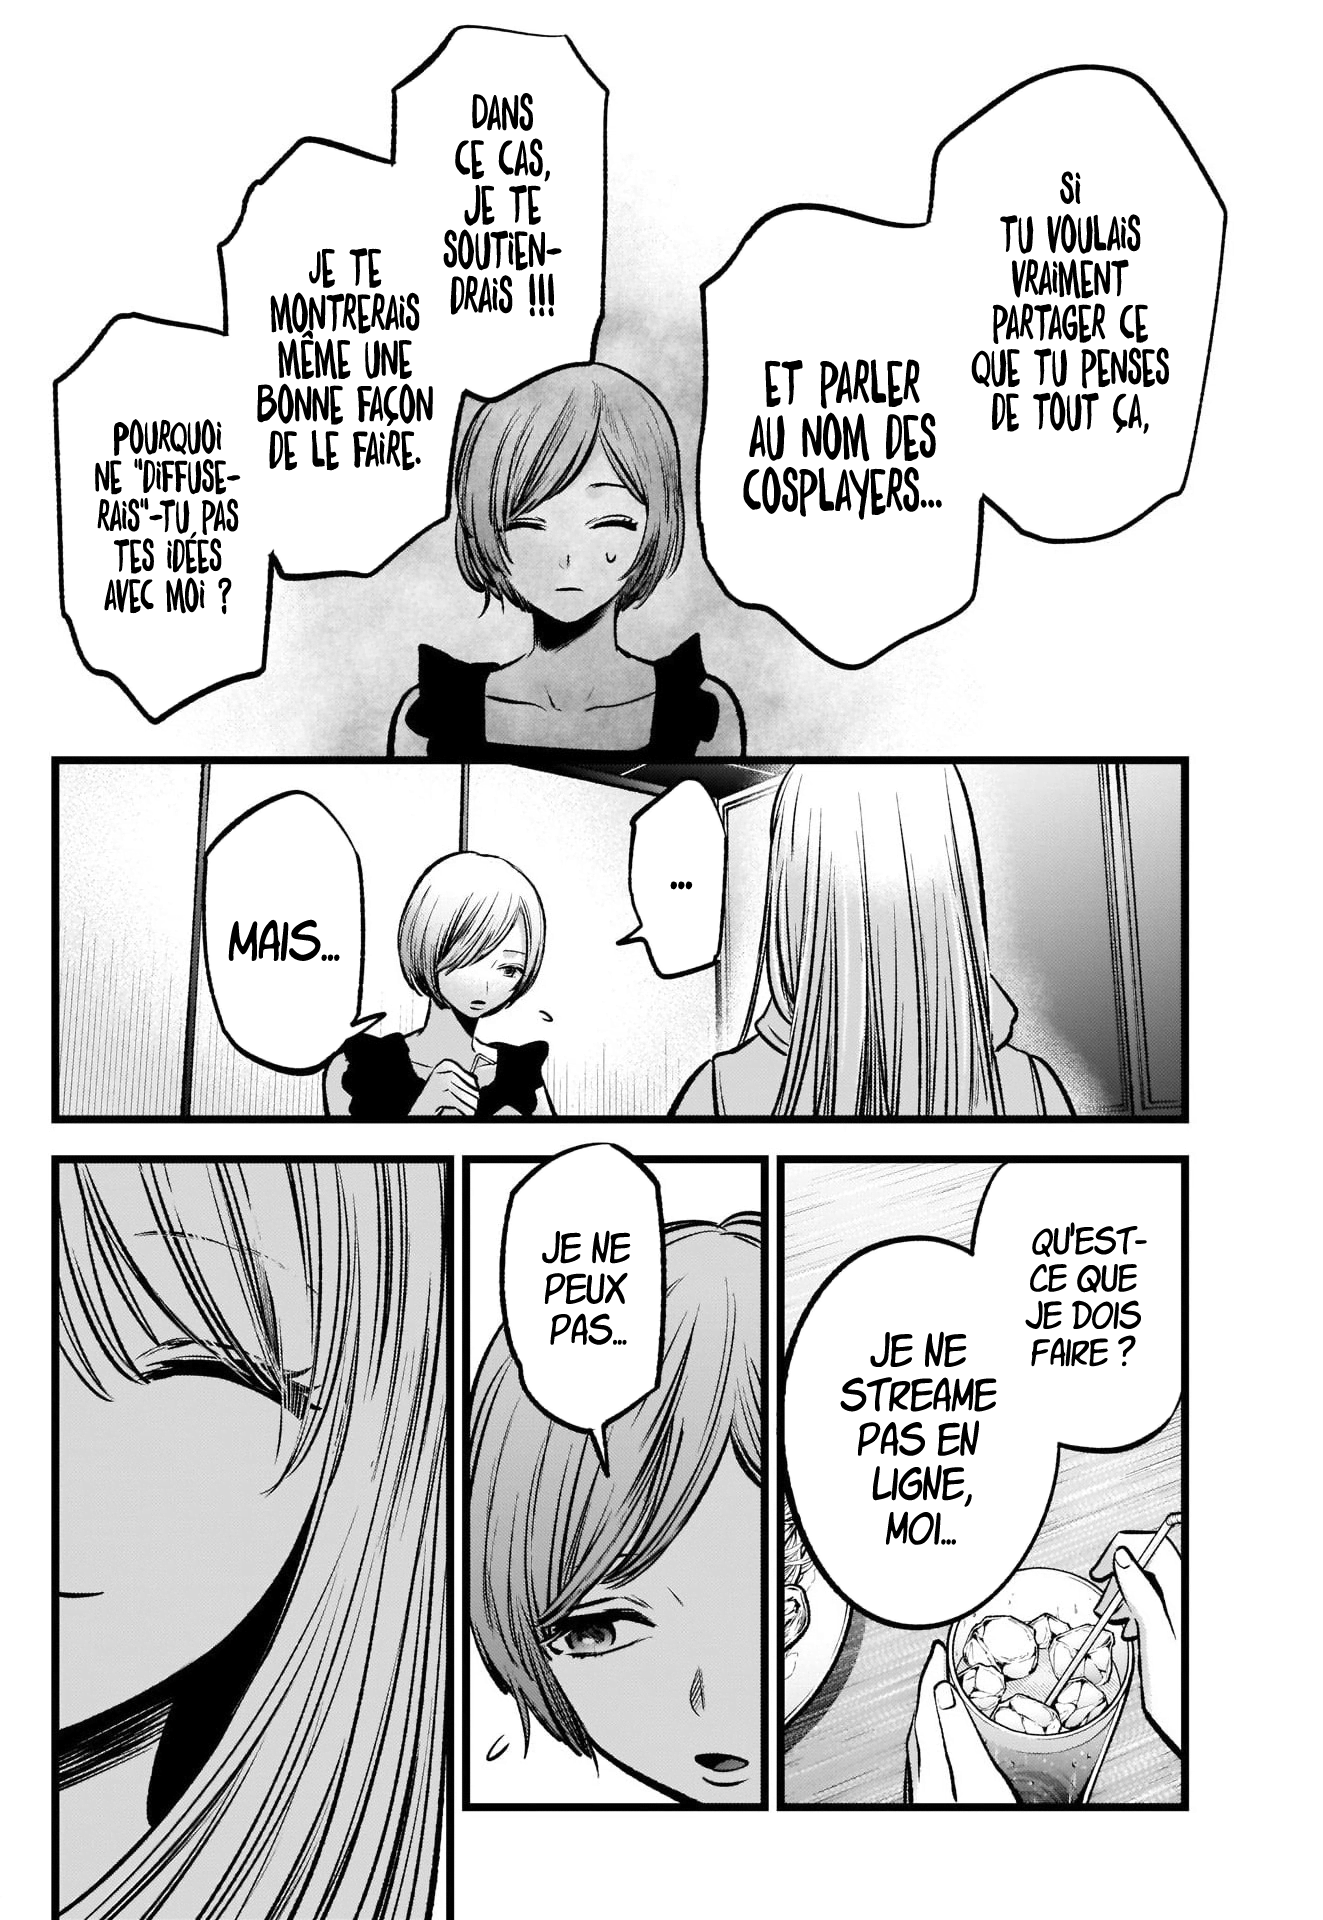 SI
TU VOULAIS
VRAIMENT
PARTAGER CE
QUE TU PENSES
DE TOUT ÇA,
ET PARLER
AU NOM DES
COSPLAYERS...
DANS
CE CAS,
JE TE
SOUTIEN-
DRAIS !!!
JE TE
MONTRERAIS
MÊME UNE
BONNE FAÇON
DE LE FAIRE.
POURQUOI
NE "DIFFUSE-
RAIS"-TU PAS
TES IDÉES
AVEC MOI ?
...
MAIS...
QU'EST-
CE QUE
JE DOIS
FAIRE ?
JE NE
STREAME
PAS EN
LIGNE,
MOI...
JE NE
PEUX
PAS...